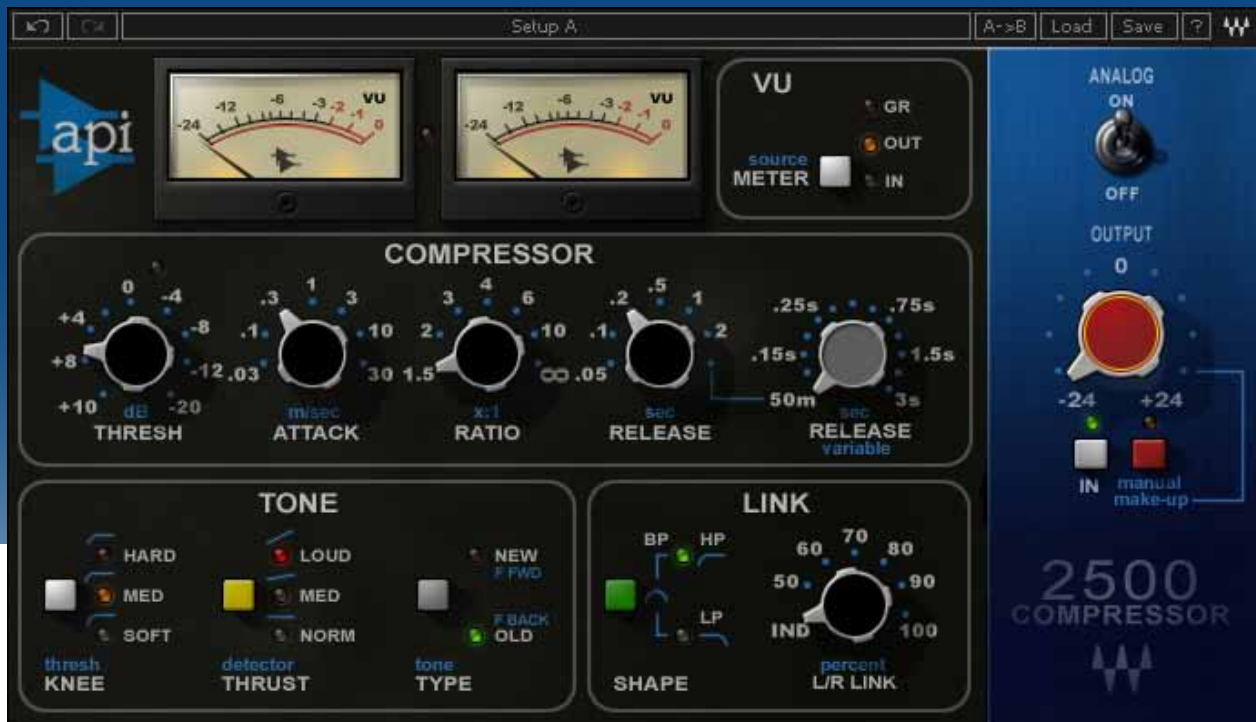 Setup A
A->B
Load
Save
?
api
-24 -12 -6 -3 -2 -1 0 VU
-24 -12 -6 -3 -2 -1 0 VU
VU
GR
OUT
IN
source
METER
ANALOG
ON
OFF
OUTPUT
0
-24 +24
IN
manual
make-up
COMPRESSOR
+10 +8 +4 0 -4 -8 -12 -20
dB
THRESH
.03 .1 .3 1 3 10 30
m/sec
ATTACK
1.5 2 3 4 6 10 ∞
x:1
RATIO
.05 .1 .2 .5 1 2
sec
RELEASE
50m .15s .25s .75s 1.5s 3s
sec
RELEASE
variable
TONE
HARD
MED
SOFT
thresh
KNEE
LOUD
MED
NORM
detector
THRUST
NEW
F FWD
F BACK
OLD
tone
TYPE
LINK
BP HP
LP
SHAPE
IND 50 60 70 80 90 100
percent
L/R LINK
2500
COMPRESSOR